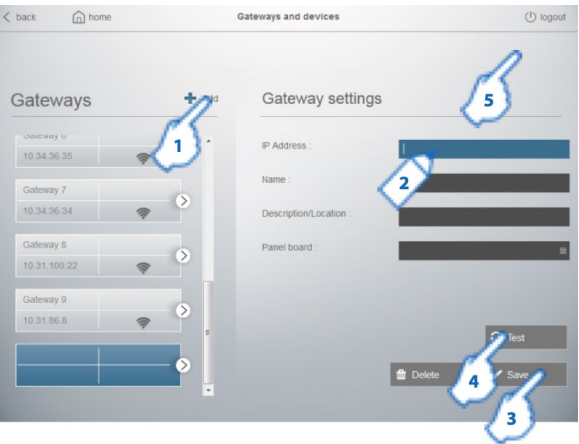 back
home
Gateways and devices
logout
Gateways
Gateway settings
10.34.36.35
Gateway 7
10.34.36.34
Gateway 8
10.31.100.22
Gateway 9
10.31.86.8
IP Address :
Name :
Description/Location :
Panel board :
Test
Delete
Save
1
2
3
4
5